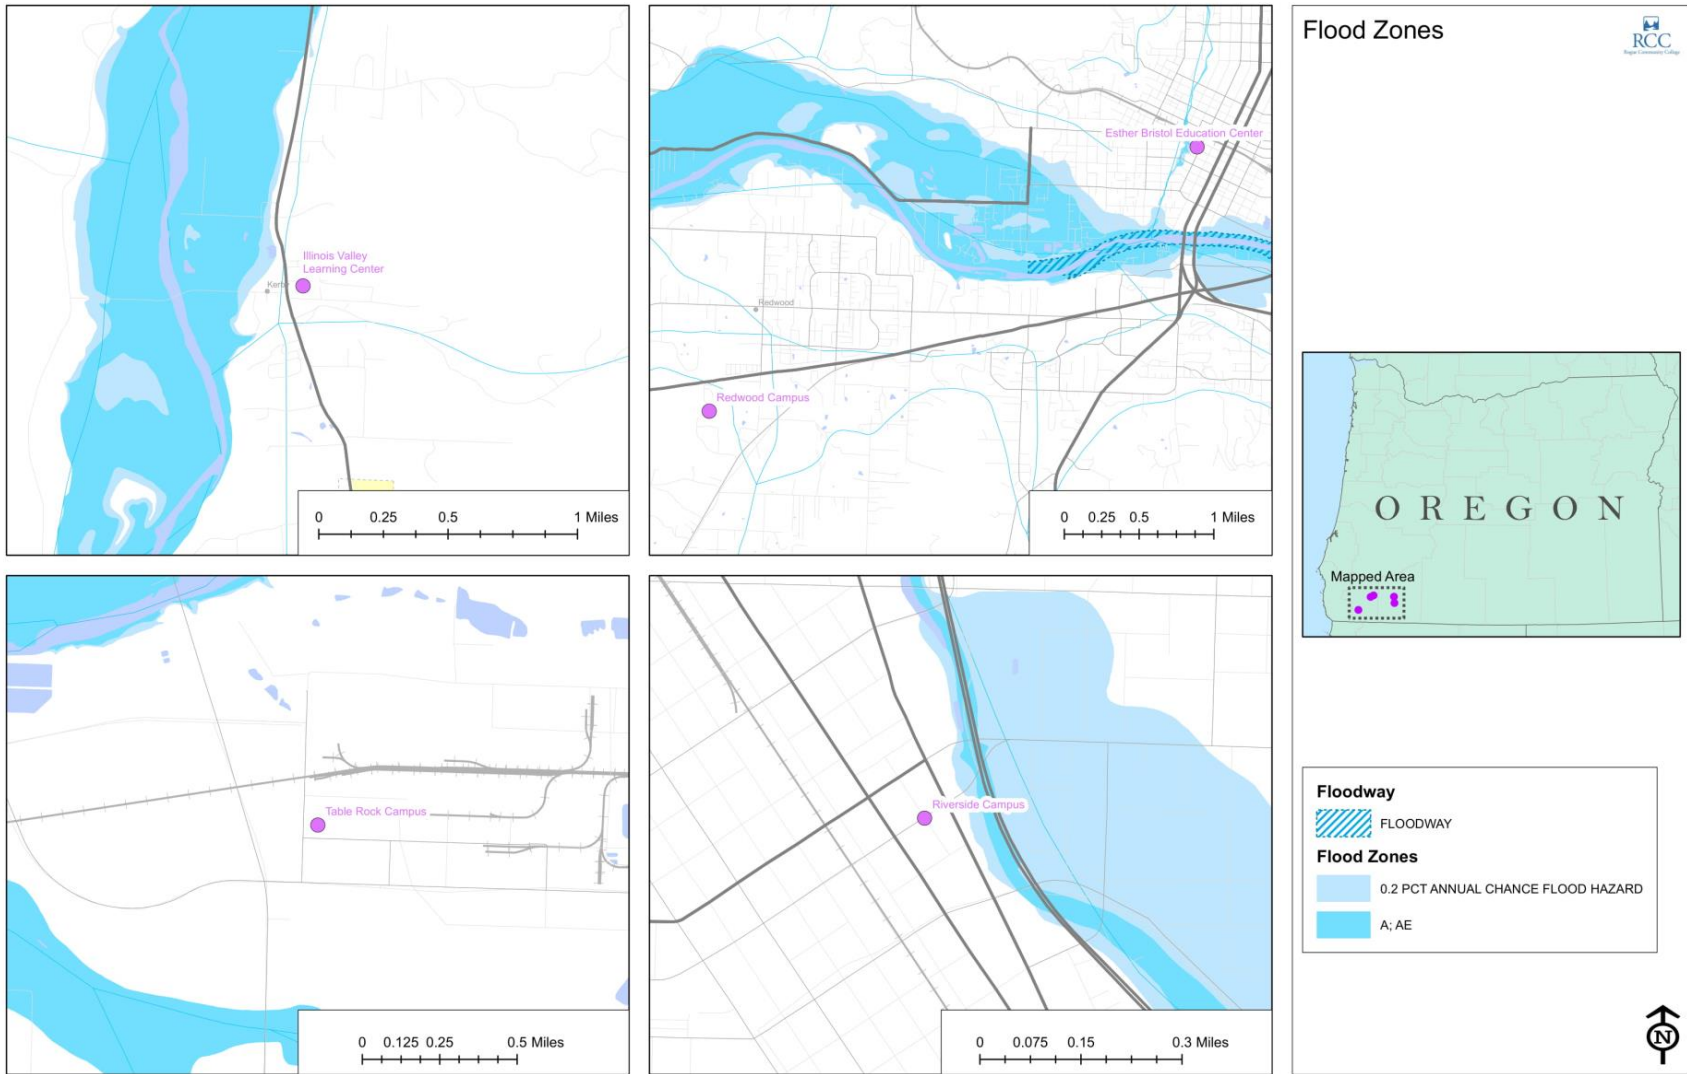 Flood Zones
RCC
Rogue Community College
Illinois Valley
Learning Center
0 0.25 0.5 1 Miles
Esther Bristol Education Center
Redwood
Redwood Campus
0 0.25 0.5 1 Miles
Table Rock Campus
0 0.125 0.25 0.5 Miles
Riverside Campus
0 0.075 0.15 0.3 Miles
OREGON
Mapped Area
Floodway
FLOODWAY
Flood Zones
0.2 PCT ANNUAL CHANCE FLOOD HAZARD
A; AE
N